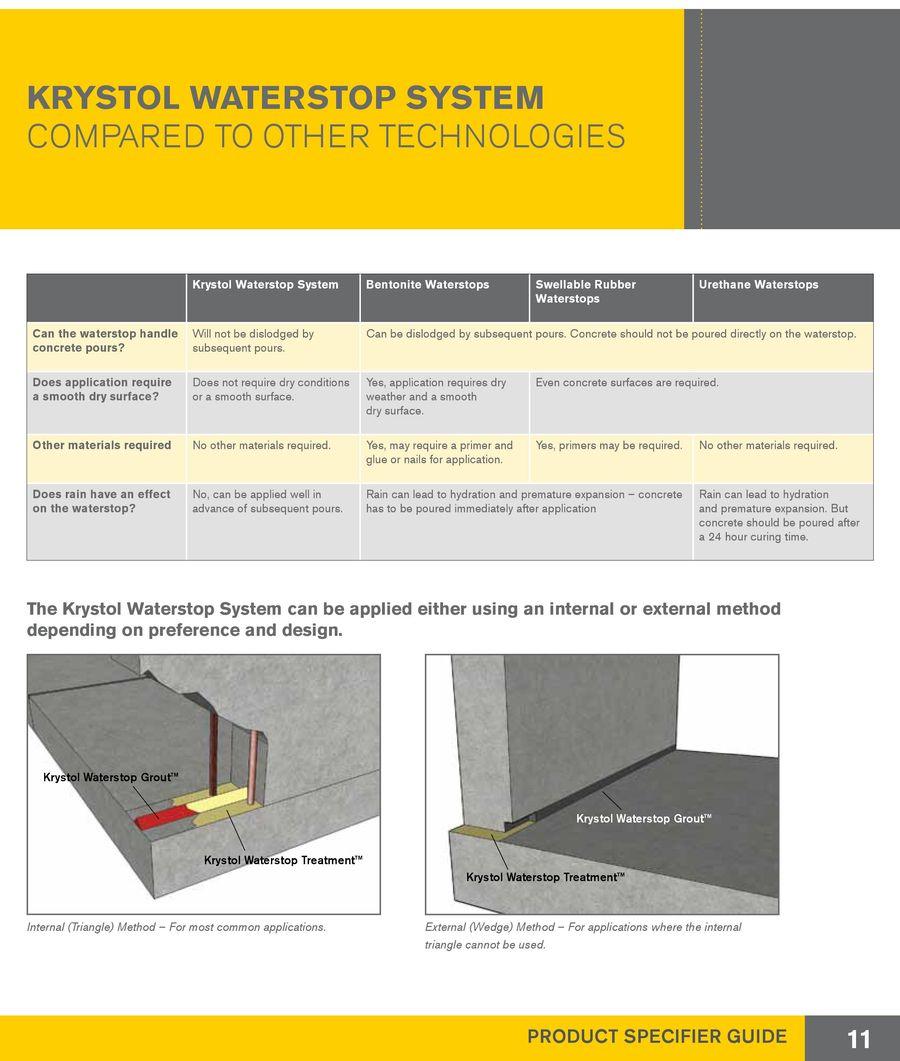 KRYSTOL WATERSTOP SYSTEM
COMPARED TO OTHER TECHNOLOGIES
Krystol Waterstop System
Bentonite Waterstops
Swellable Rubber
Waterstops
Urethane Waterstops
Can the waterstop handle
concrete pours?
Will not be dislodged by
subsequent pours.
Can be dislodged by subsequent pours. Concrete should not be poured directly on the waterstop.
Does application require
a smooth dry surface?
Does not require dry conditions
or a smooth surface.
Yes, application requires dry
weather and a smooth
dry surface.
Even concrete surfaces are required.
Other materials required
No other materials required.
Yes, may require a primer and
glue or nails for application.
Yes, primers may be required.
No other materials required.
Does rain have an effect
on the waterstop?
No, can be applied well in
advance of subsequent pours.
Rain can lead to hydration and premature expansion – concrete
has to be poured immediately after application
Rain can lead to hydration
and premature expansion. But
concrete should be poured after
a 24 hour curing time.
The Krystol Waterstop System can be applied either using an internal or external method
depending on preference and design.
Krystol Waterstop Grout™
Krystol Waterstop Treatment™
Internal (Triangle) Method – For most common applications.
Krystol Waterstop Grout™
Krystol Waterstop Treatment™
External (Wedge) Method – For applications where the internal
triangle cannot be used.
PRODUCT SPECIFIER GUIDE
11